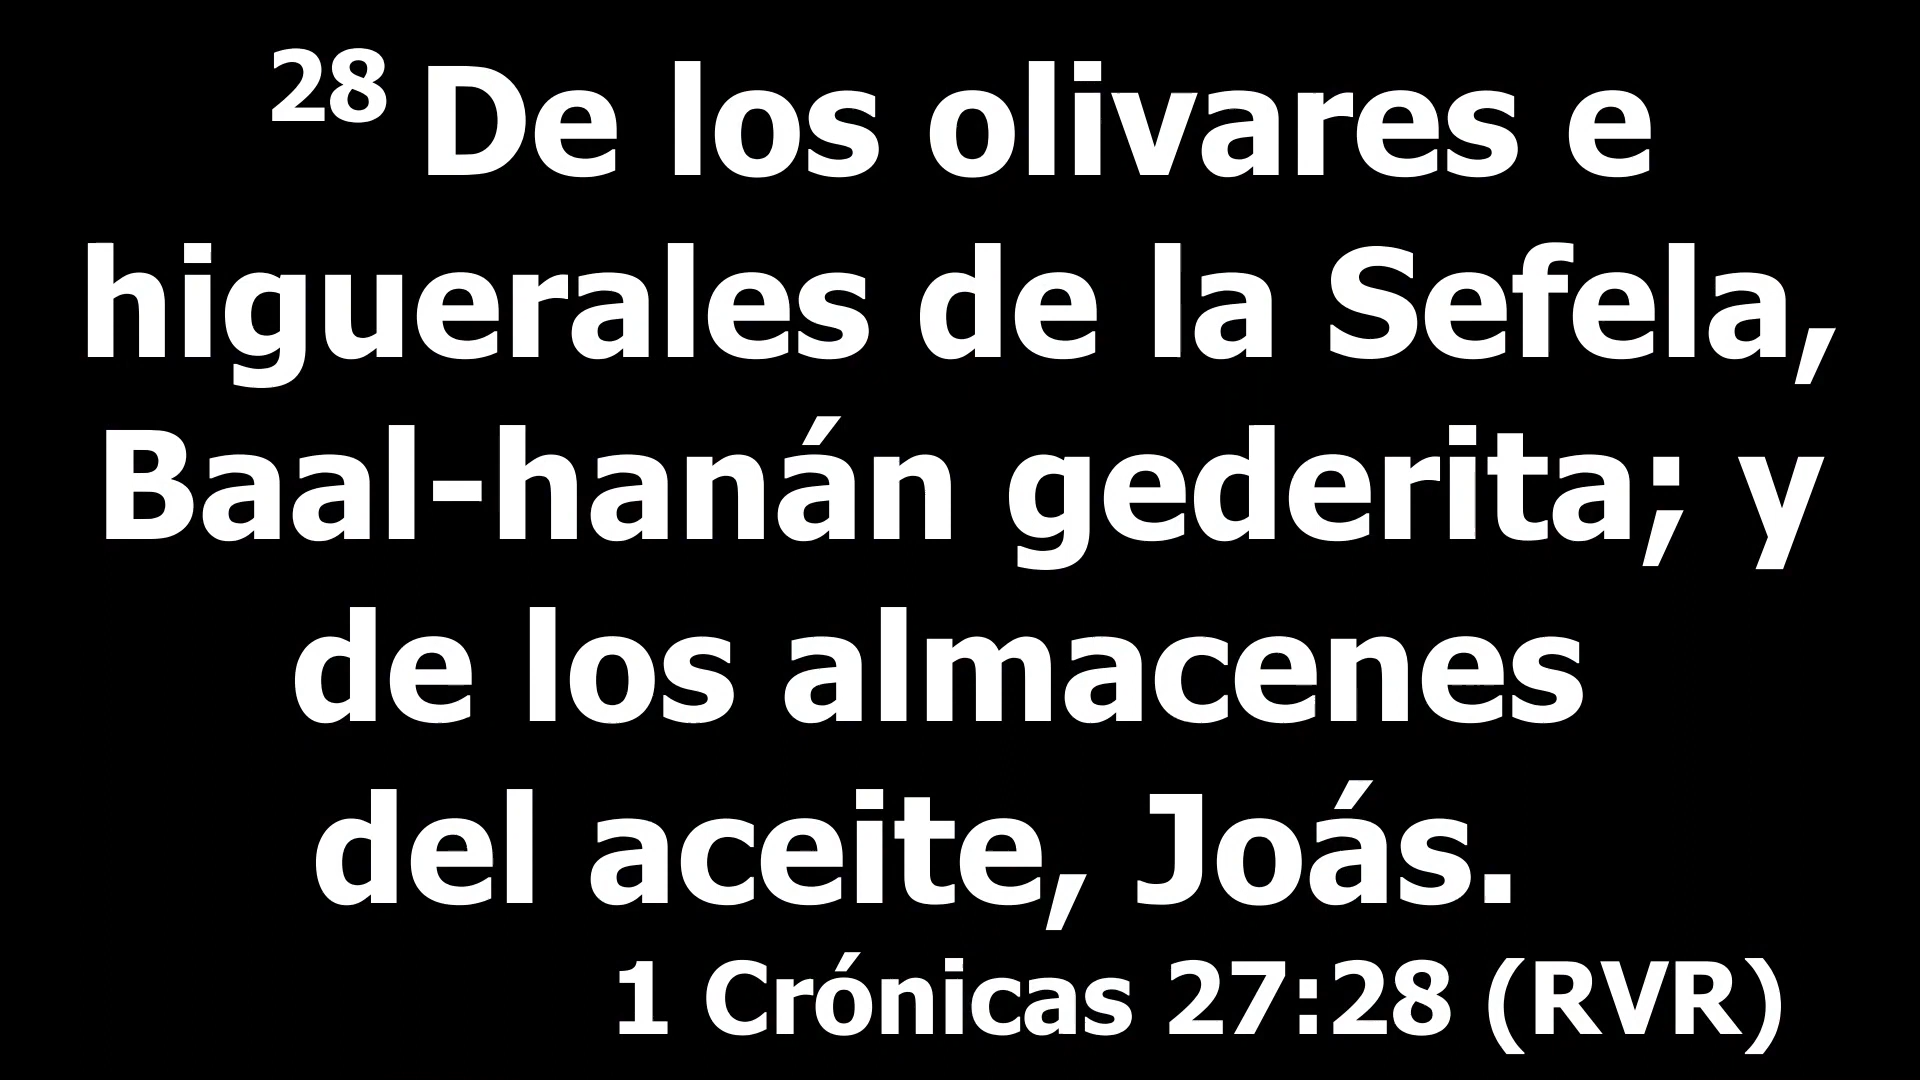 28 De los olivares e
higuerales de la Sefela,
Baal-hanán gederita; y
de los almacenes
del aceite, Joás.
1 Crónicas 27:28 (RVR)